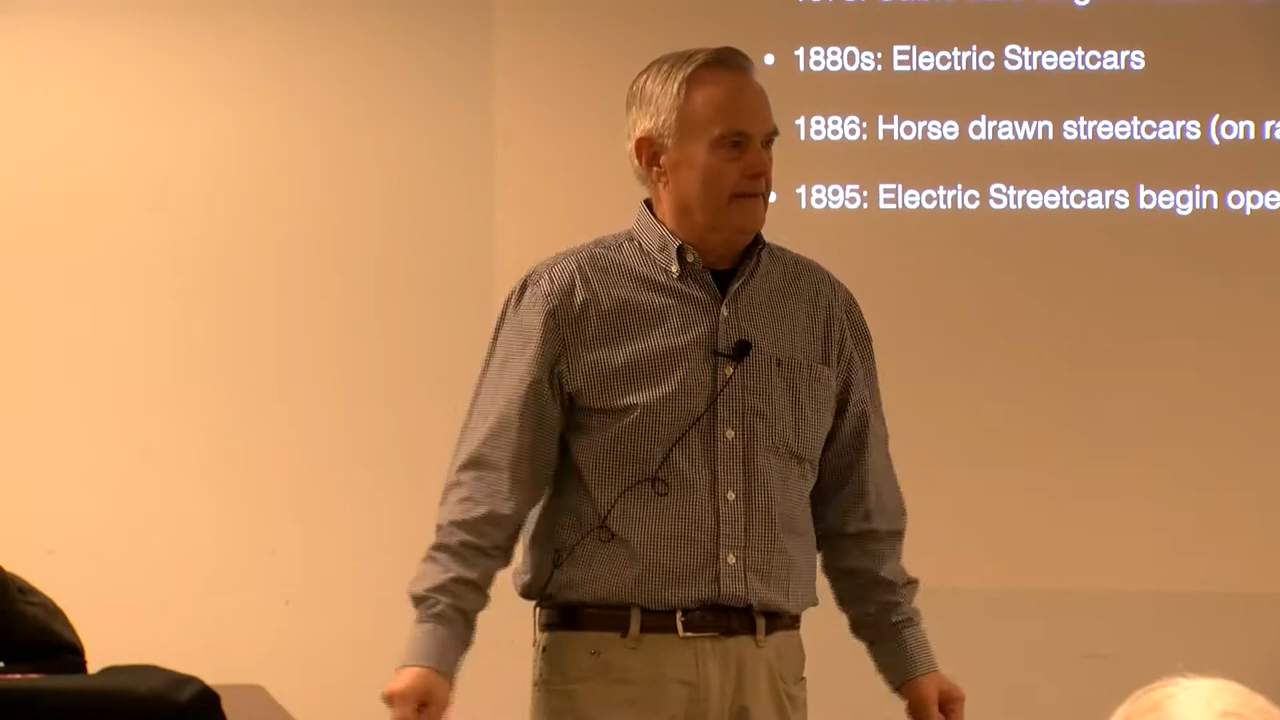 • 1880s: Electric Streetcars
1886: Horse drawn streetcars (on
• 1895: Electric Streetcars begin